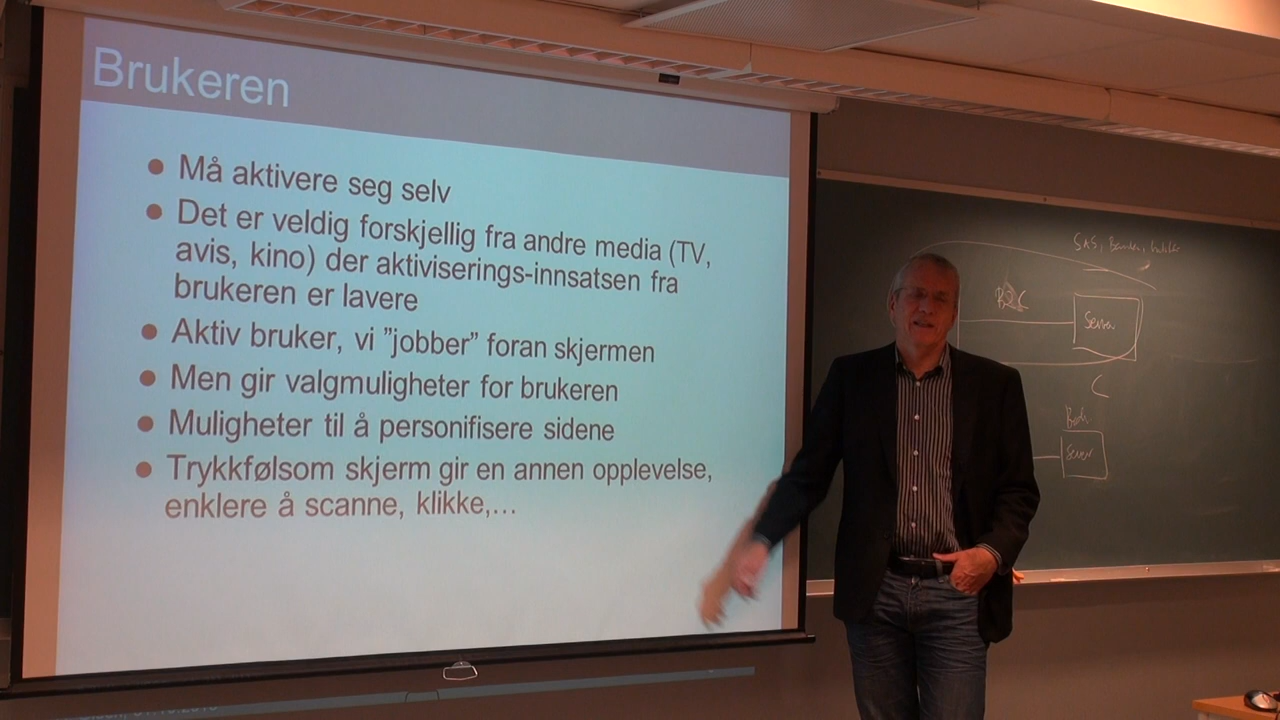 Brukeren
Må aktivere seg selv
Det er veldig forskjellig fra andre media (TV,
avis, kino) der aktiviserings-innsatsen fra
brukeren er lavere
Aktiv bruker, vi ”jobber” foran skjermen
Men gir valgmuligheter for brukeren
Muligheter til å personifisere sidene
Trykkfølsom skjerm gir en annen opplevelse,
enklere å scanne, klikke,…
SAS,
B2C
Server
C
Server